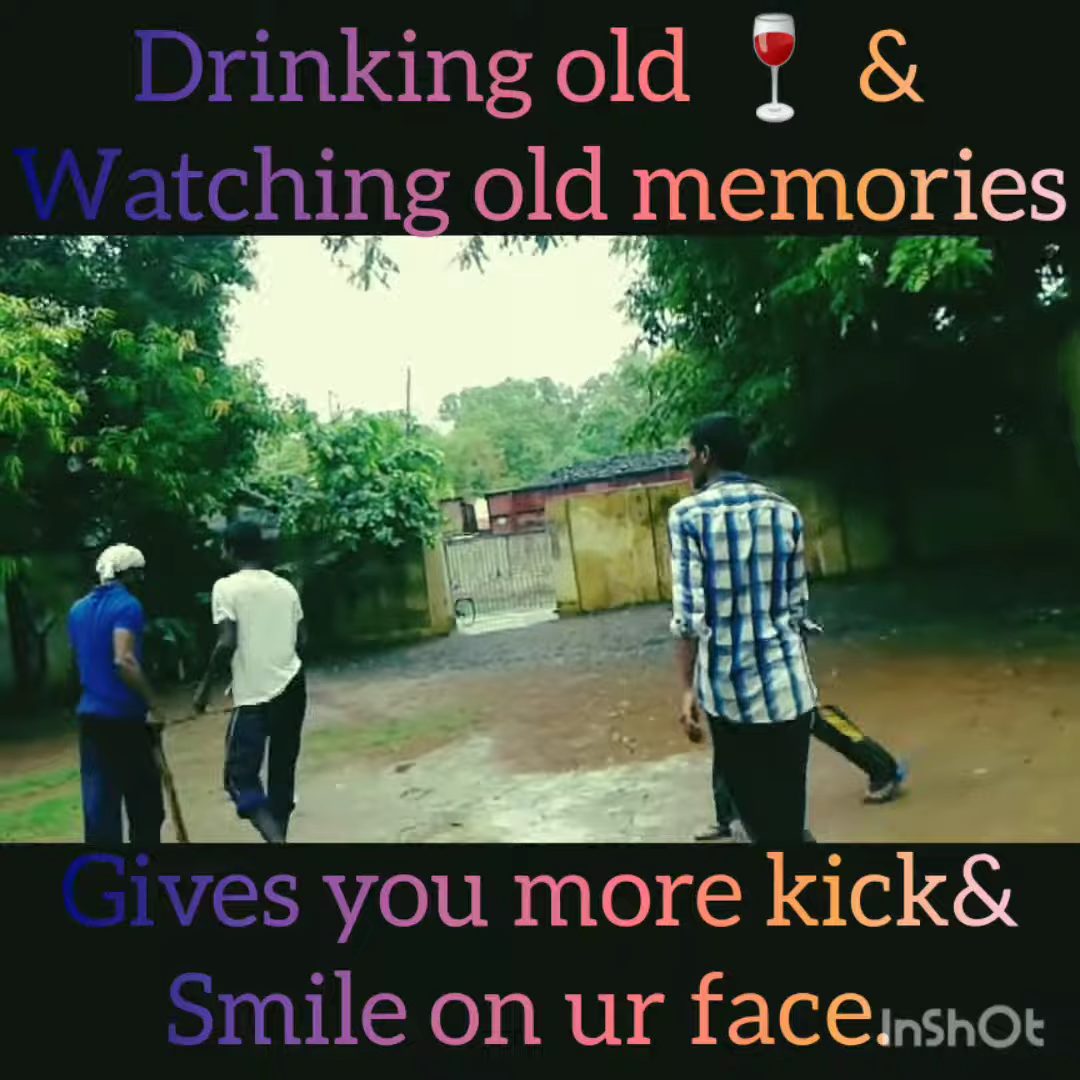 Drinking old 🍷 &
Watching old memories
Gives you more kick&
Smile on ur face.
InShOt